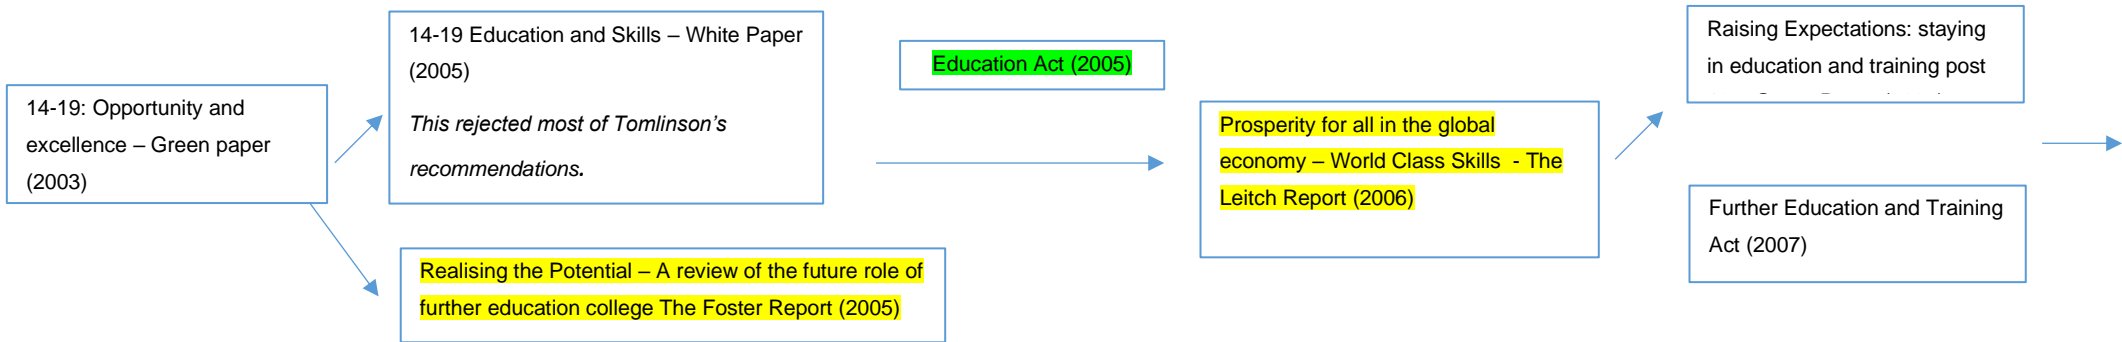 14-19: Opportunity and
excellence – Green paper
(2003)
14-19 Education and Skills – White Paper
(2005)
This rejected most of Tomlinson's
recommendations.
Realising the Potential – A review of the future role of
further education college The Foster Report (2005)
Education Act (2005)
Prosperity for all in the global
economy – World Class Skills - The
Leitch Report (2006)
Raising Expectations: staying
in education and training post
Further Education and Training
Act (2007)